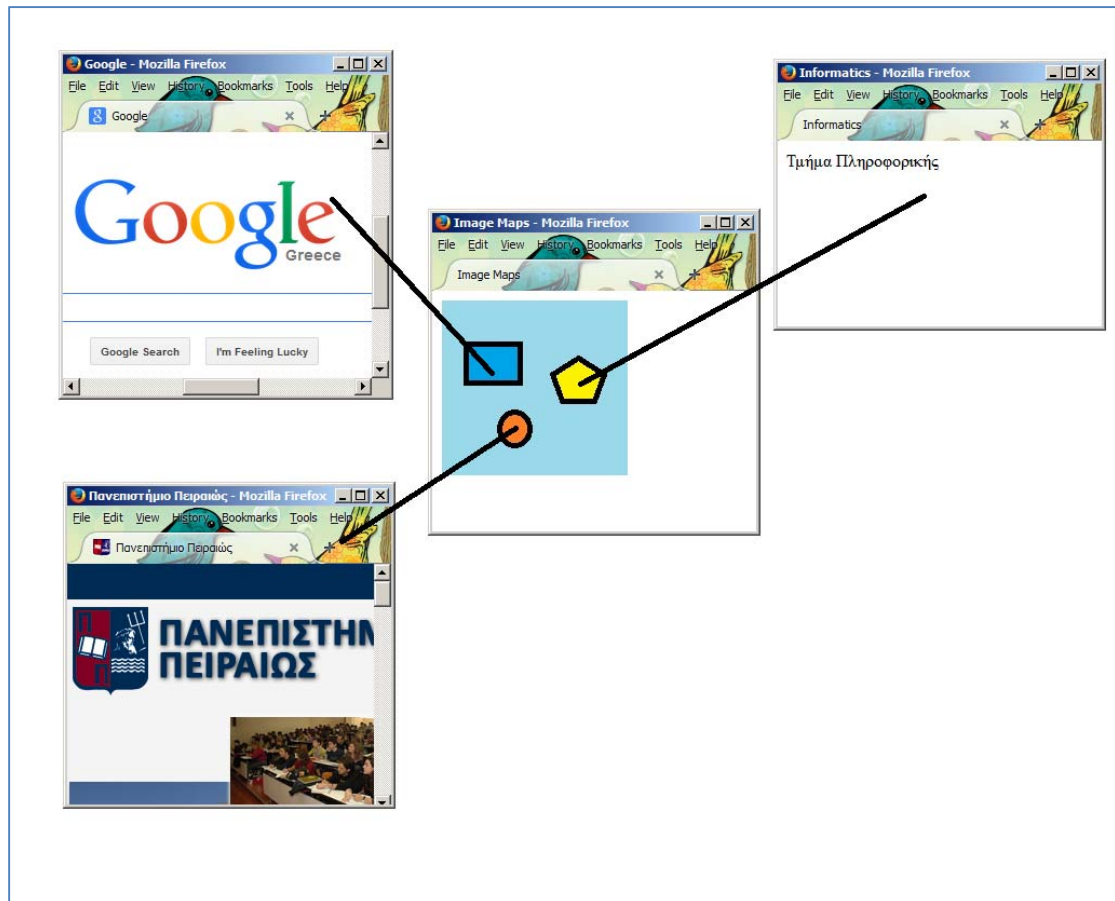 Google - Mozilla Firefox
File Edit View History Bookmarks Tools Help
Google
Google
Greece
Google Search I'm Feeling Lucky
Informatics - Mozilla Firefox
File Edit View History Bookmarks Tools Help
Informatics
Τμήμα Πληροφορικής
Image Maps - Mozilla Firefox
File Edit View History Bookmarks Tools Help
Image Maps
Πανεπιστήμιο Πειραιώς - Mozilla Firefox
File Edit View History Bookmarks Tools Help
Πανεπιστήμιο Πειραιώς
ΠΑΝΕΠΙΣΤΗΜ
ΠΕΙΡΑΙΩΣ